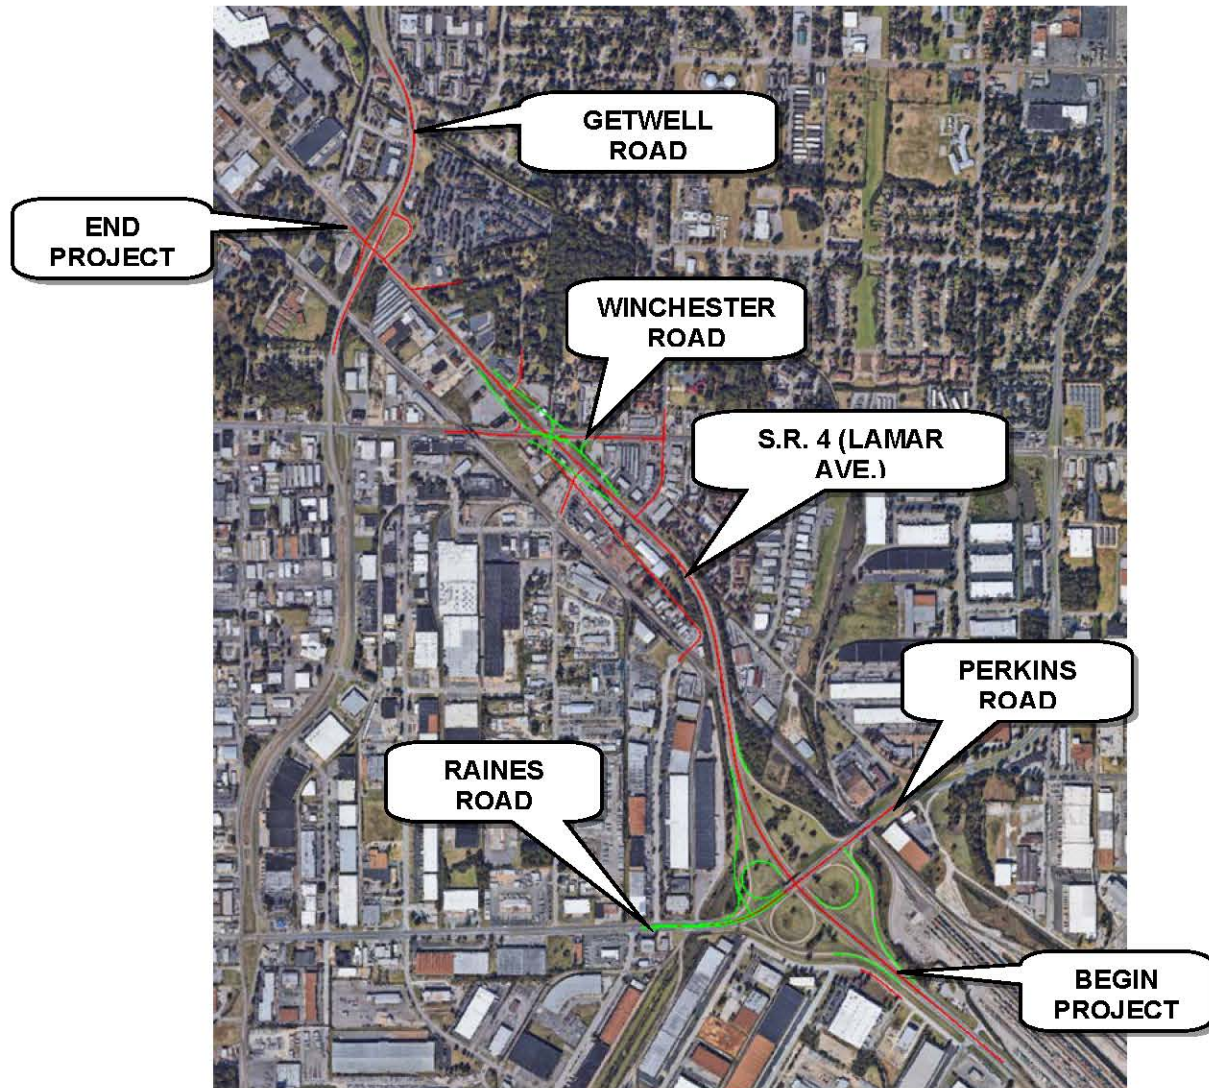 GETWELL
ROAD
END
PROJECT
WINCHESTER
ROAD
S.R. 4 (LAMAR
AVE.)
PERKINS
ROAD
RAINES
ROAD
BEGIN
PROJECT